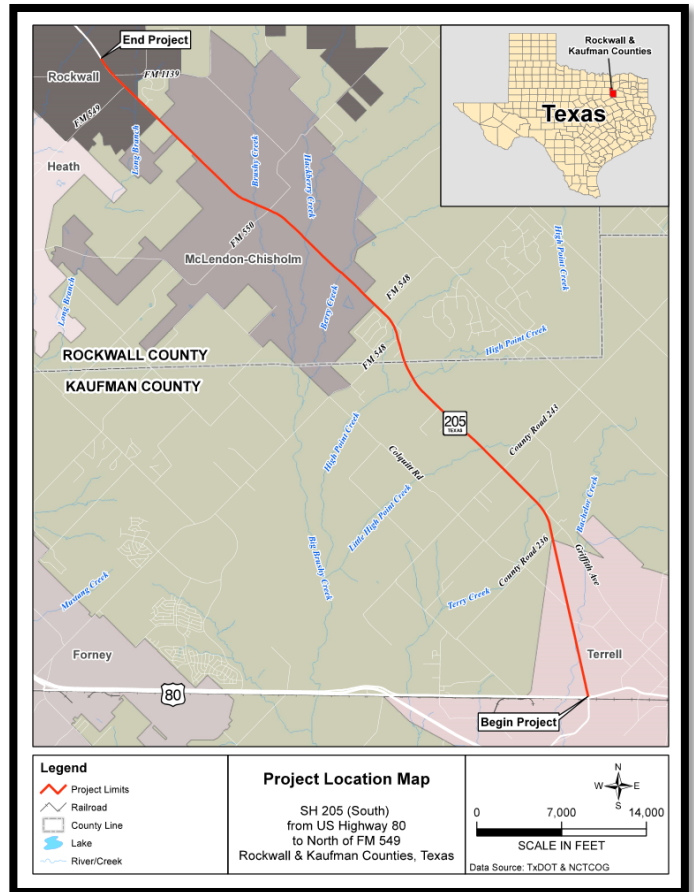 End Project
Rockwall &
Kaufman Counties
Texas
Rockwall
FM 1139
FM 549
Long Branch
Heath
Brushy Creek
Huckberry Creek
FM 550
McLendon-Chisholm
High Point Creek
Long Branch
Berry Creek
FM 548
FM 548
High Point Creek
ROCKWALL COUNTY
KAUFMAN COUNTY
205
TEXAS
County Road 243
High Point Creek
Colquitt Rd
Little High Point Creek
Bachelor Creek
Big Brushy Creek
County Road 236
Griffith Ave
Terry Creek
Mustang Creek
Forney
Terrell
80
Begin Project
Legend
Project Limits
Railroad
County Line
Lake
River/Creek
Project Location Map
SH 205 (South)
from US Highway 80
to North of FM 549
Rockwall & Kaufman Counties, Texas
N
W E
S
0 7,000 14,000
SCALE IN FEET
Data Source: TxDOT & NCTCOG